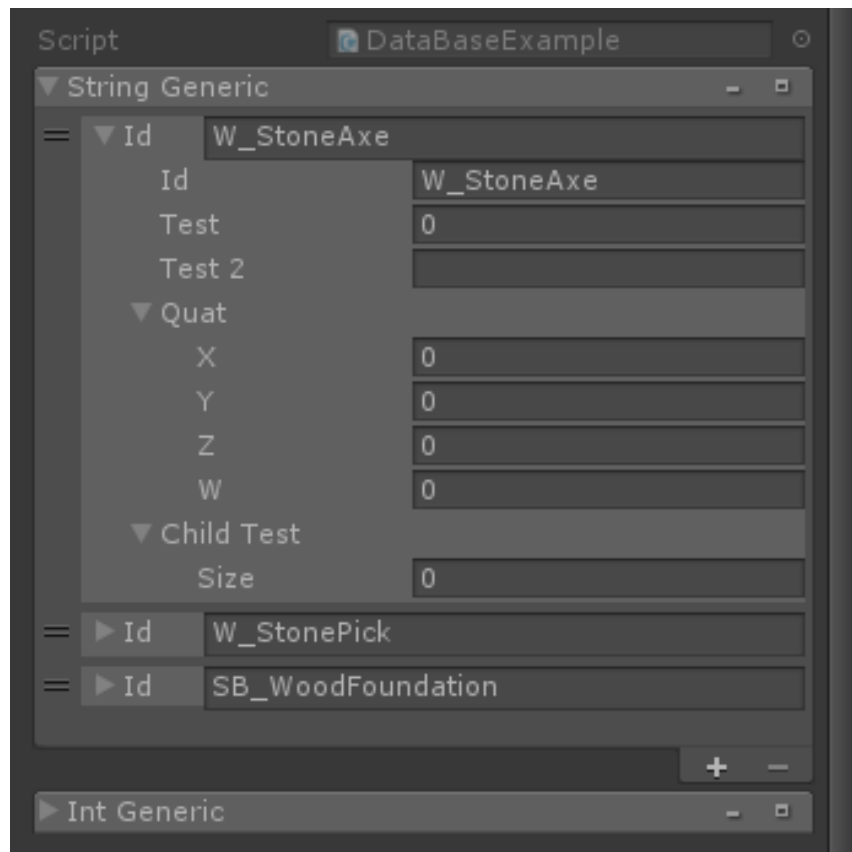 Script DataBaseExample
String Generic
Id W_StoneAxe
Id W_StoneAxe
Test 0
Test 2
Quat
X 0
Y 0
Z 0
W 0
Child Test
Size 0
Id W_StonePick
Id SB_WoodFoundation
Int Generic